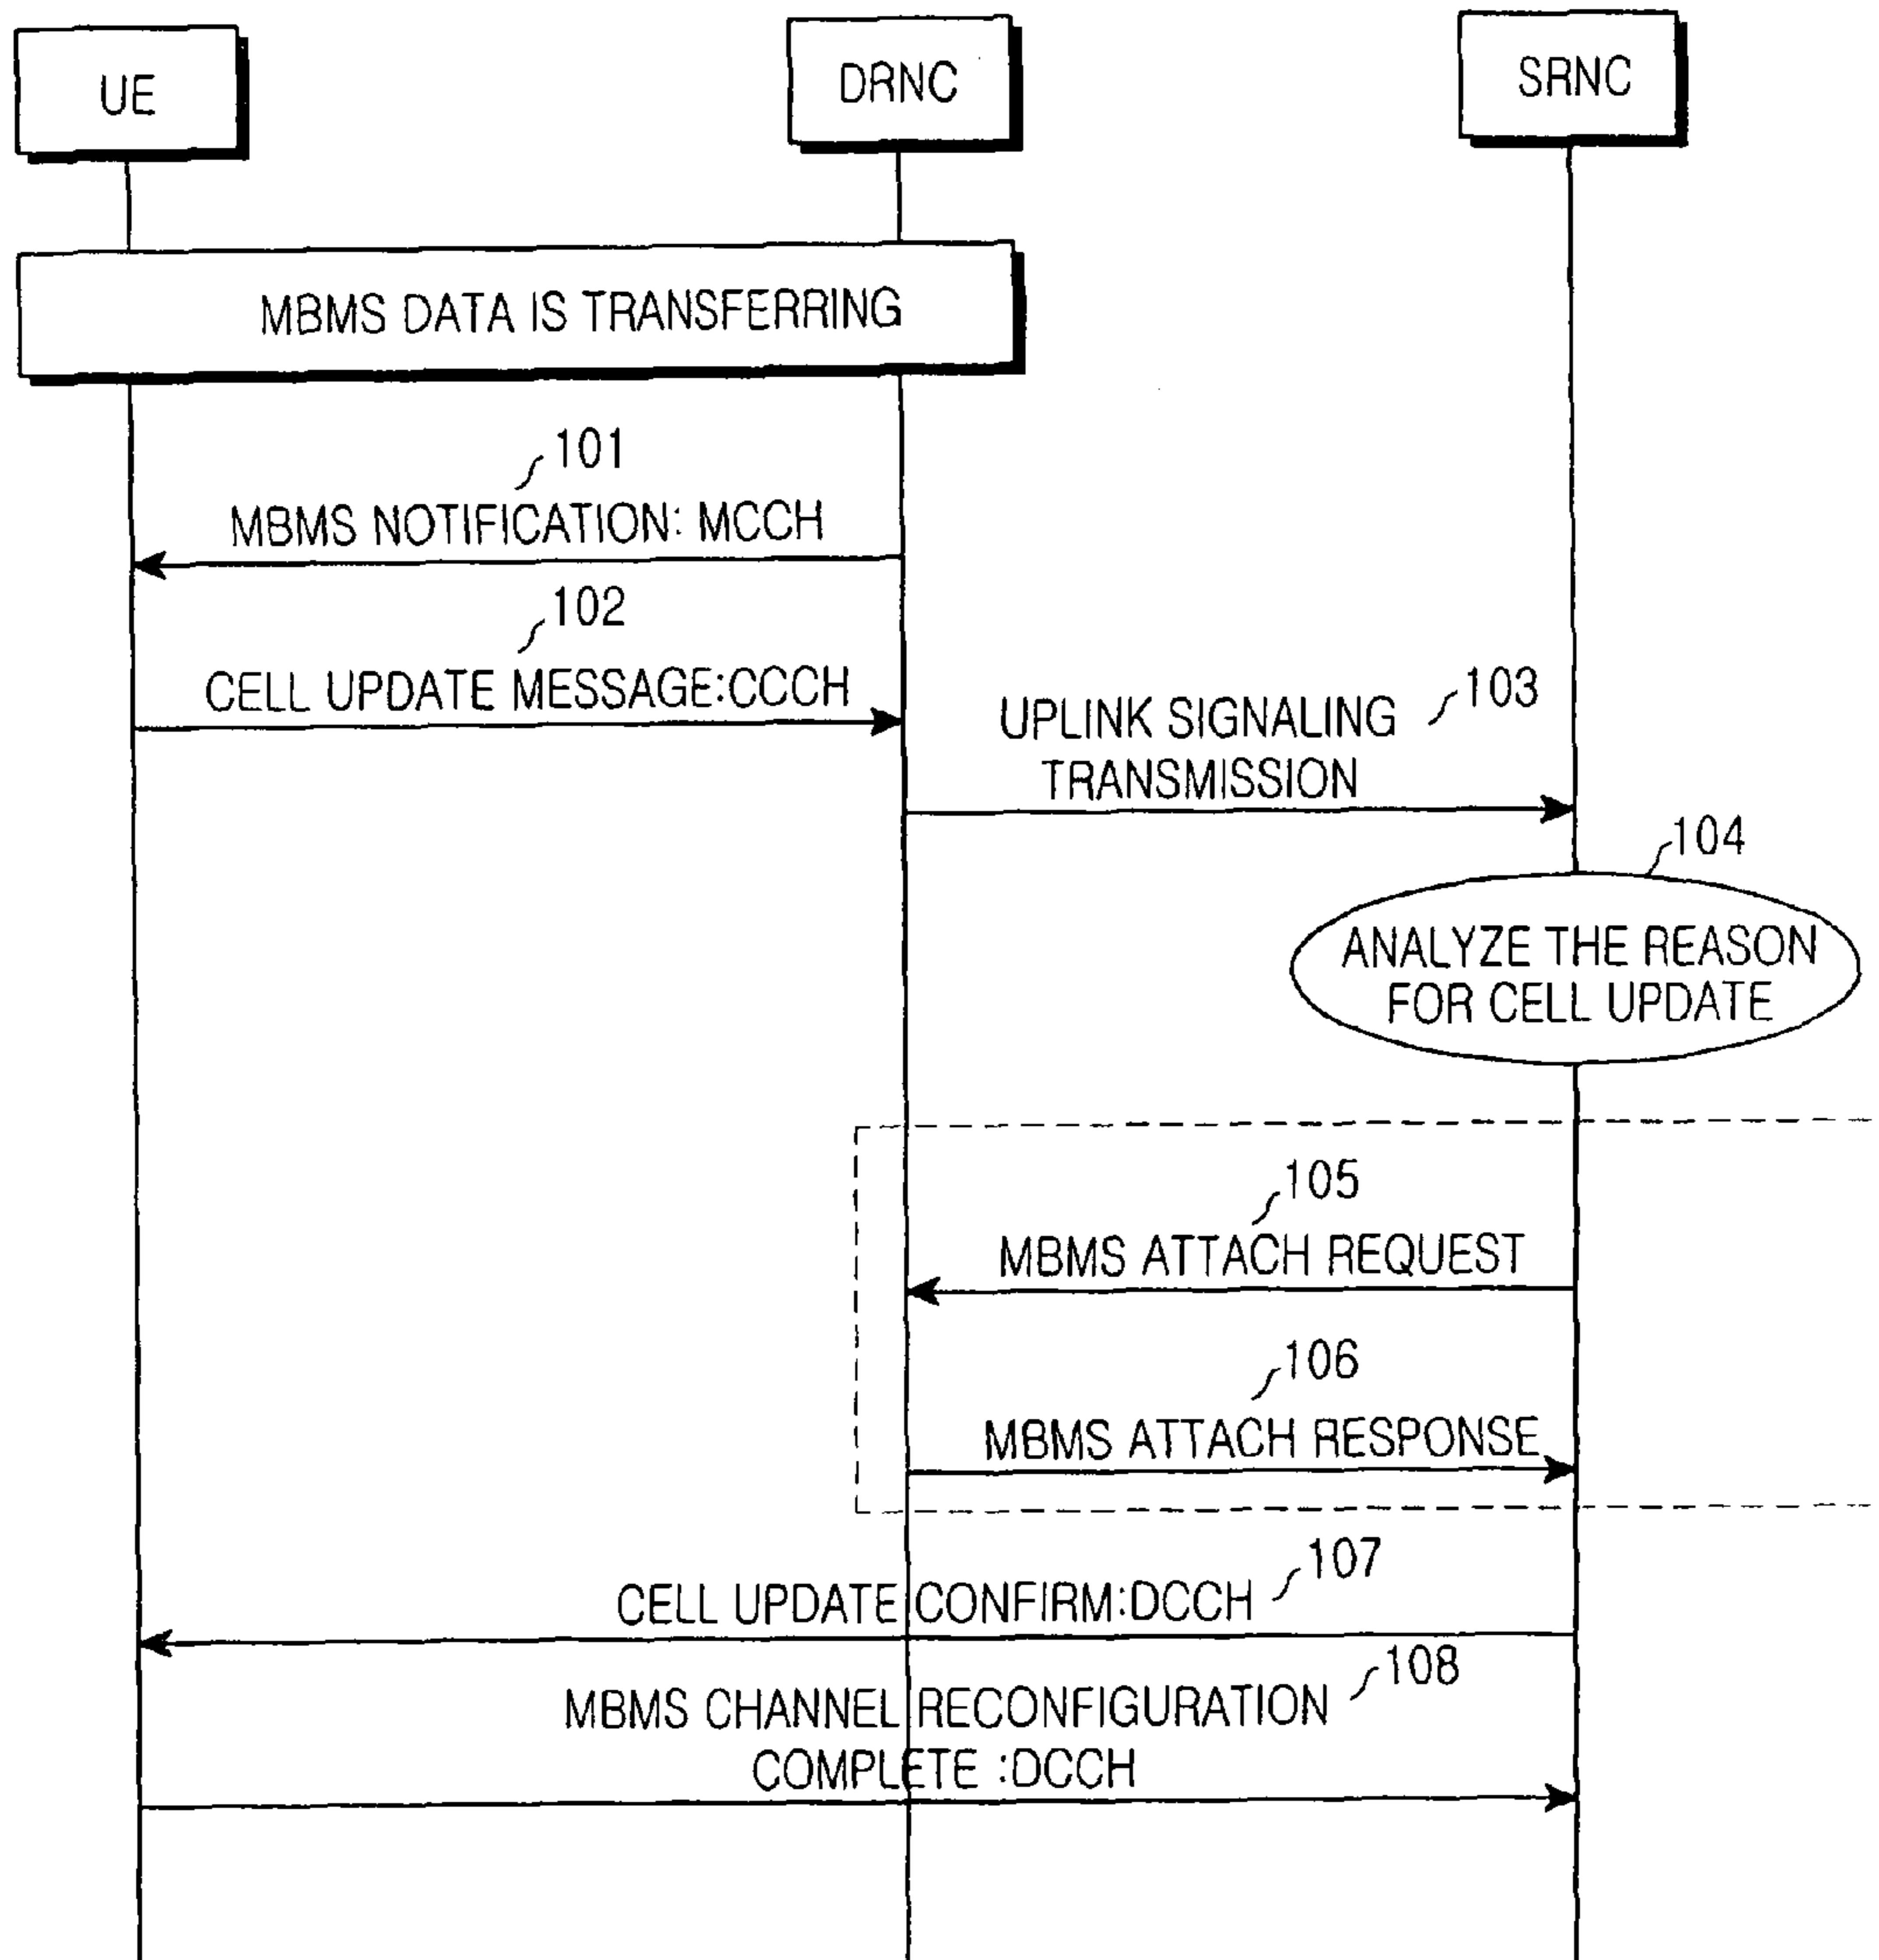 UE
DRNC
SRNC
MBMS DATA IS TRANSFERRING
101
MBMS NOTIFICATION: MCCH
102
CELL UPDATE MESSAGE:CCCH
103
UPLINK SIGNALING
TRANSMISSION
104
ANALYZE THE REASON
FOR CELL UPDATE
105
MBMS ATTACH REQUEST
106
MBMS ATTACH RESPONSE
107
CELL UPDATE CONFIRM:DCCH
108
MBMS CHANNEL RECONFIGURATION
COMPLETE :DCCH